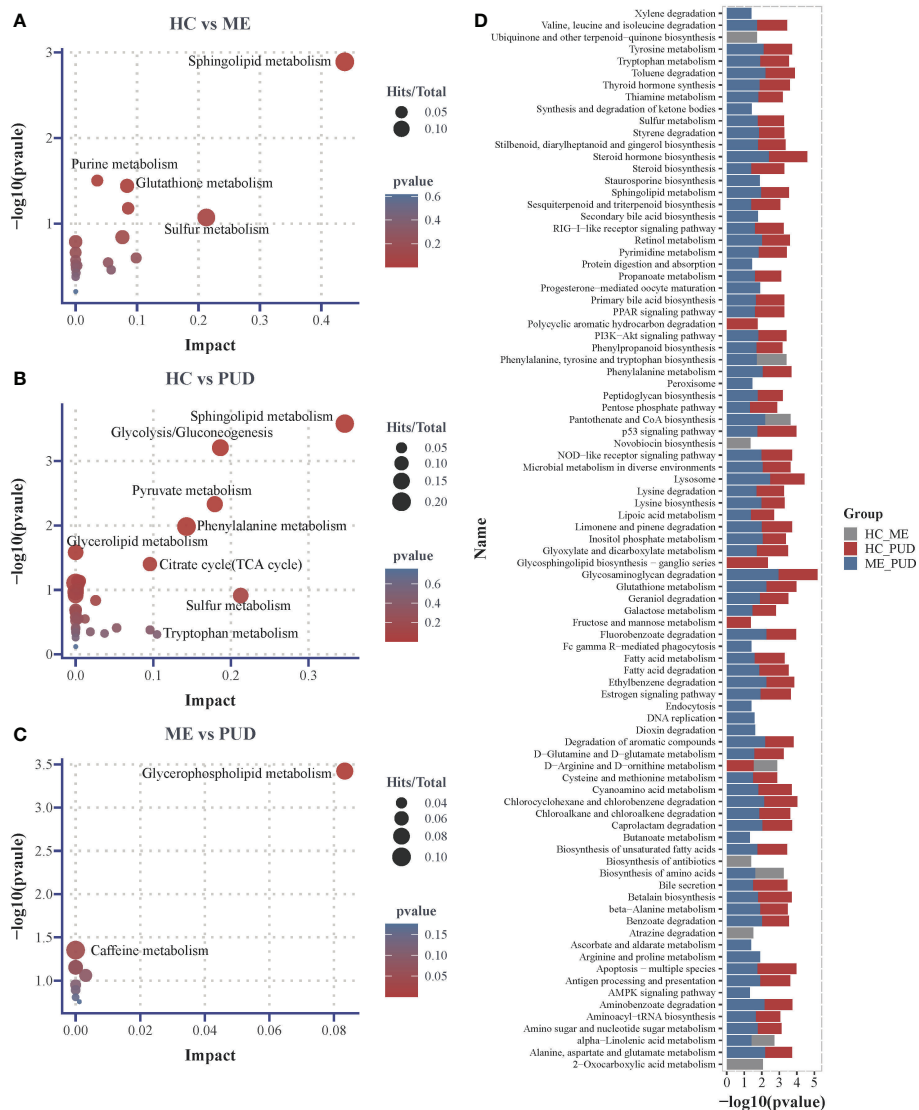 A
HC vs ME
3
2
1
−log10(pvaule)
Sphingolipid metabolism
Purine metabolism
Glutathione metabolism
Sulfur metabolism
0.0 0.1 0.2 0.3 0.4
Impact
Hits/Total
0.05
0.10
pvalue
0.6
0.4
0.2
B
HC vs PUD
3
2
1
0
−log10(pvaule)
Sphingolipid metabolism
Glycolysis/Gluconeogenesis
Pyruvate metabolism
Phenylalanine metabolism
Glycerolipid metabolism
Citrate cycle(TCA cycle)
Sulfur metabolism
Tryptophan metabolism
0.0 0.1 0.2 0.3
Impact
Hits/Total
0.05
0.10
0.15
0.20
pvalue
0.6
0.4
0.2
C
ME vs PUD
3.5
3.0
2.5
2.0
1.5
1.0
−log10(pvaule)
Glycerophospholipid metabolism
Caffeine metabolism
0.00 0.02 0.04 0.06 0.08
Impact
Hits/Total
0.04
0.06
0.08
0.10
pvalue
0.15
0.10
0.05
D
Name
Xylene degradation
Valine, leucine and isoleucine degradation
Ubiquinone and other terpenoid−quinone biosynthesis
Tyrosine metabolism
Tryptophan metabolism
Toluene degradation
Thyroid hormone synthesis
Thiamine metabolism
Synthesis and degradation of ketone bodies
Sulfur metabolism
Styrene degradation
Stilbenoid, diarylheptanoid and gingerol biosynthesis
Steroid hormone biosynthesis
Steroid biosynthesis
Staurosporine biosynthesis
Sphingolipid metabolism
Sesquiterpenoid and triterpenoid biosynthesis
Secondary bile acid biosynthesis
RIG−I−like receptor signaling pathway
Retinol metabolism
Pyrimidine metabolism
Protein digestion and absorption
Propanoate metabolism
Progesterone−mediated oocyte maturation
Primary bile acid biosynthesis
PPAR signaling pathway
Polycyclic aromatic hydrocarbon degradation
PI3K−Akt signaling pathway
Phenylpropanoid biosynthesis
Phenylalanine, tyrosine and tryptophan biosynthesis
Phenylalanine metabolism
Peroxisome
Peptidoglycan biosynthesis
Pentose phosphate pathway
Pantothenate and CoA biosynthesis
p53 signaling pathway
Novobiocin biosynthesis
NOD−like receptor signaling pathway
Microbial metabolism in diverse environments
Lysosome
Lysine degradation
Lysine biosynthesis
Lipoic acid metabolism
Limonene and pinene degradation
Inositol phosphate metabolism
Glyoxylate and dicarboxylate metabolism
Glycosphingolipid biosynthesis − ganglio series
Glycosaminoglycan degradation
Glutathione metabolism
Geraniol degradation
Galactose metabolism
Fructose and mannose metabolism
Fluorobenzoate degradation
Fc gamma R−mediated phagocytosis
Fatty acid metabolism
Fatty acid degradation
Ethylbenzene degradation
Estrogen signaling pathway
Endocytosis
DNA replication
Dioxin degradation
Degradation of aromatic compounds
D−Glutamine and D−glutamate metabolism
D−Arginine and D−ornithine metabolism
Cysteine and methionine metabolism
Cyanoamino acid metabolism
Chlorocyclohexane and chlorobenzene degradation
Chloroalkane and chloroalkene degradation
Caprolactam degradation
Butanoate metabolism
Biosynthesis of unsaturated fatty acids
Biosynthesis of antibiotics
Biosynthesis of amino acids
Bile secretion
Betalain biosynthesis
beta−Alanine metabolism
Benzoate degradation
Atrazine degradation
Ascorbate and aldarate metabolism
Arginine and proline metabolism
Apoptosis − multiple species
Antigen processing and presentation
AMPK signaling pathway
Aminobenzoate degradation
Aminoacyl−tRNA biosynthesis
Amino sugar and nucleotide sugar metabolism
alpha−Linolenic acid metabolism
Alanine, aspartate and glutamate metabolism
2−Oxocarboxylic acid metabolism
0 1 2 3 4 5
−log10(pvalue)
Group
HC_ME
HC_PUD
ME_PUD